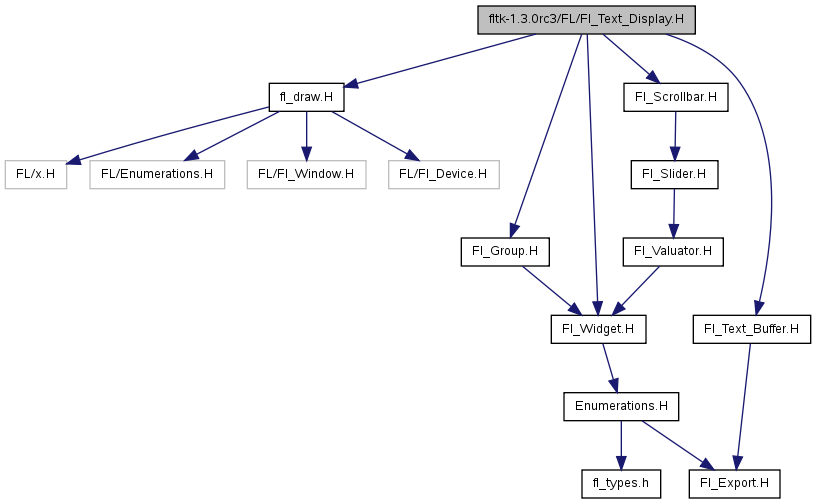 fltk-1.3.0rc3/FL/Fl_Text_Display.H
fl_draw.H
Fl_Scrollbar.H
FL/x.H
FL/Enumerations.H
FL/Fl_Window.H
FL/Fl_Device.H
Fl_Slider.H
Fl_Group.H
Fl_Valuator.H
Fl_Widget.H
Fl_Text_Buffer.H
Enumerations.H
fl_types.h
Fl_Export.H